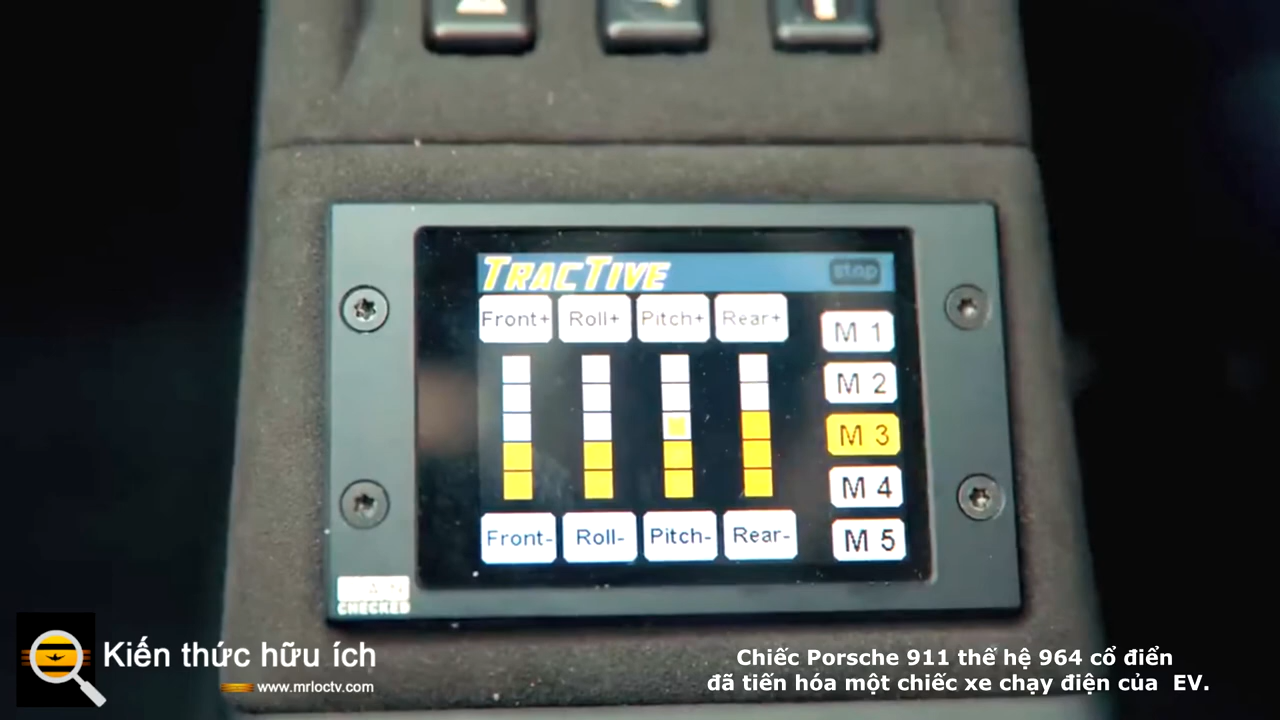 TRACTIVE stop
Front+ Roll+ Pitch+ Rear+
M 1
M 2
M 3
M 4
M 5
Front- Roll- Pitch- Rear-
CHECKED
Kiến thức hữu ích
www.mrloctv.com
Chiếc Porsche 911 thế hệ 964 cổ điển
đã tiến hóa một chiếc xe chạy điện của EV.